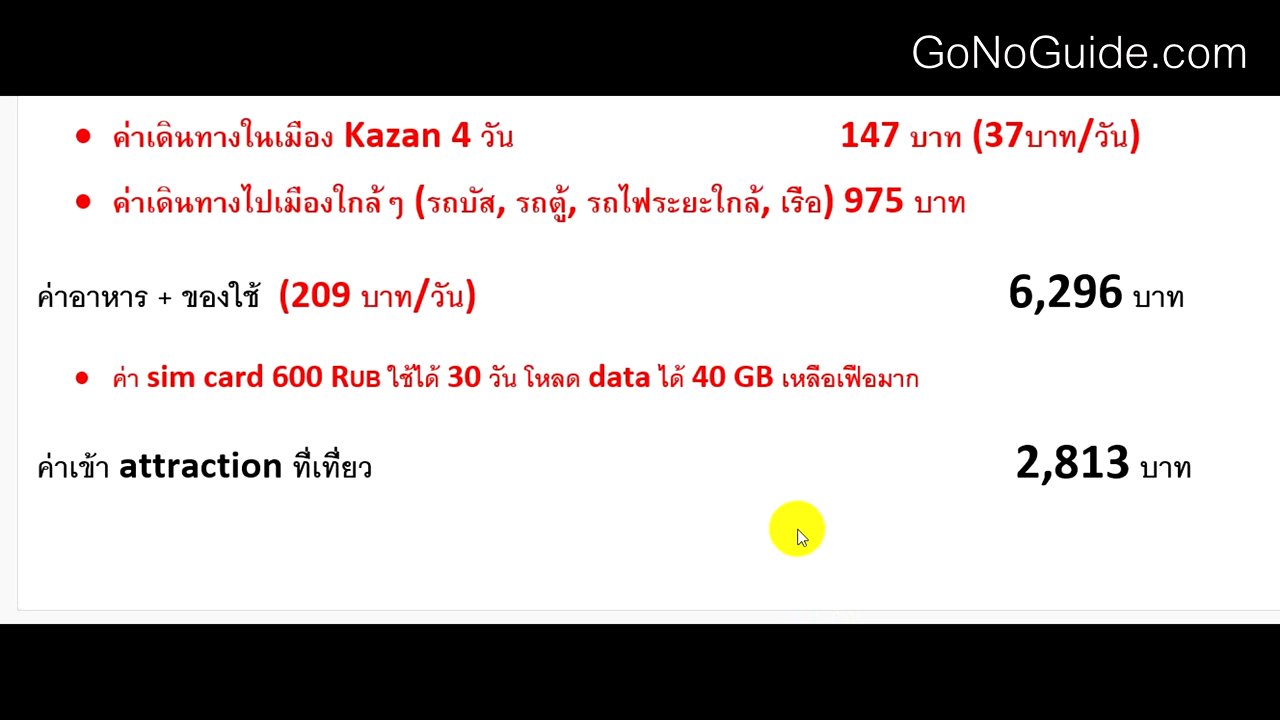 GoNoGuide.com
• ค่าเดินทางในเมือง Kazan 4 วัน 147 บาท (37บาท/วัน)
• ค่าเดินทางไปเมืองใกล้ ๆ (รถบัส, รถตู้, รถไฟระยะใกล้, เรือ) 975 บาท
ค่าอาหาร + ของใช้ (209 บาท/วัน) 6,296 บาท
• ค่า sim card 600 RUB ใช้ได้ 30 วัน โหลด data ได้ 40 GB เหลือเฟือมาก
ค่าเข้า attraction ที่เที่ยว 2,813 บาท